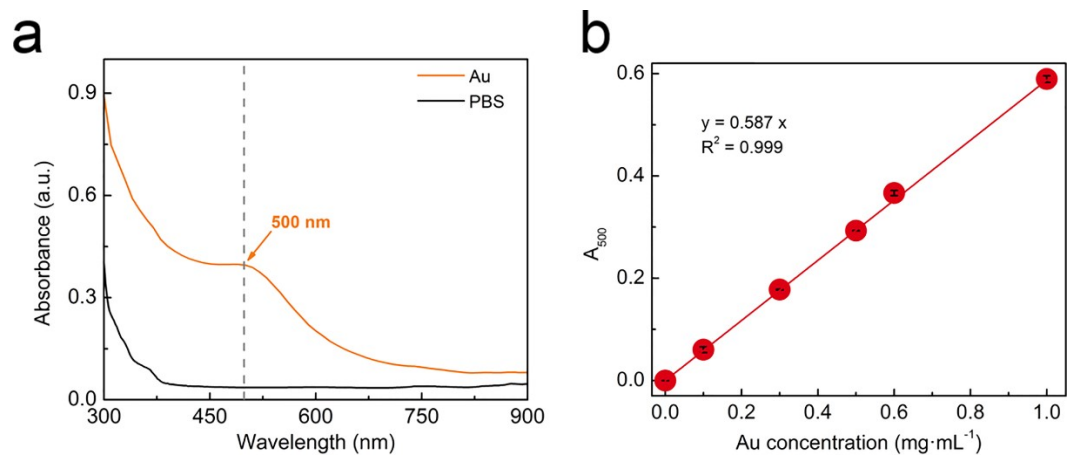 a
Au
PBS
500 nm
0.9
0.6
0.3
0.0
Absorbance (a.u.)
300
450
600
750
900
Wavelength (nm)
b
y = 0.587 x
R² = 0.999
0.6
0.4
0.2
0.0
A₅₀₀
0.0
0.2
0.4
0.6
0.8
1.0
Au concentration (mg·mL⁻¹)